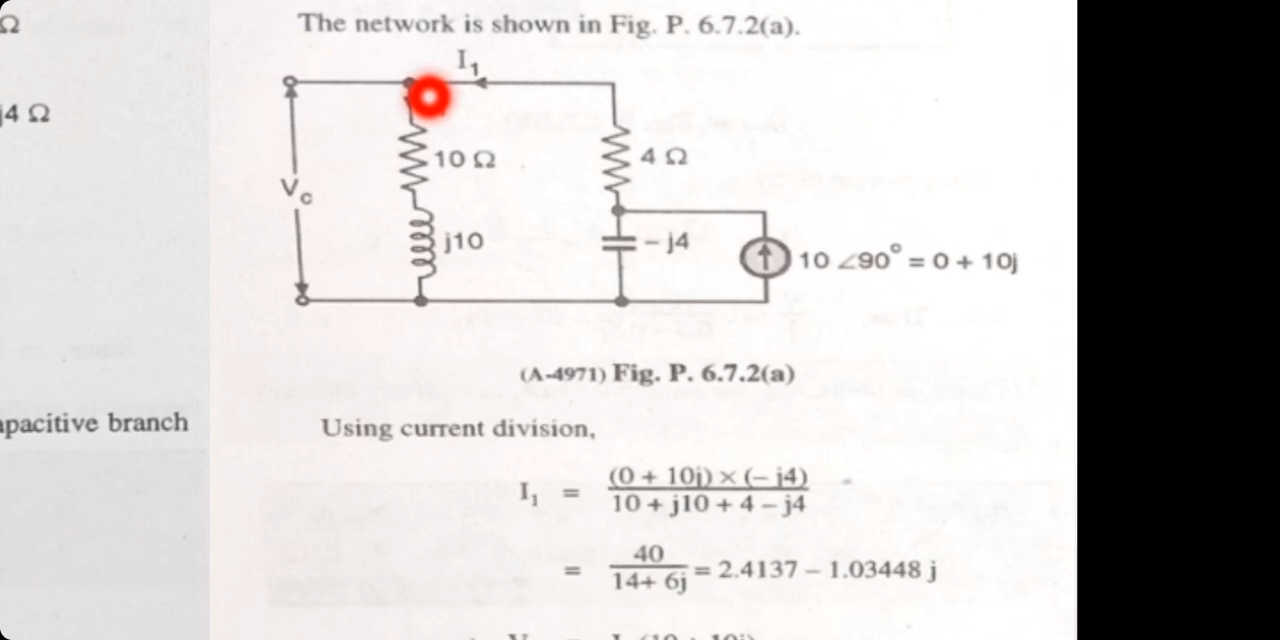 Ω
The network is shown in Fig. P. 6.7.2(a).
I1
j4 Ω
10 Ω
4 Ω
Vc
j10
– j4
10 ∠90° = 0 + 10j
(A-4971) Fig. P. 6.7.2(a)
apacitive branch
Using current division,
I1 = (0 + 10j) × (– j4)
10 + j10 + 4 – j4
= 40
14+ 6j = 2.4137 – 1.03448 j